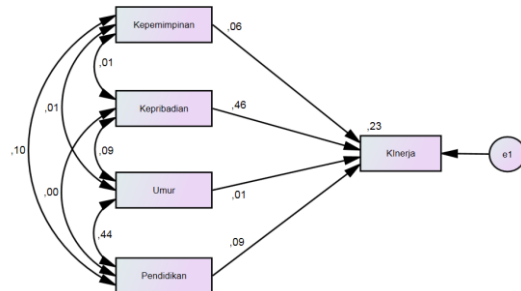 Kepemimpinan
,06
,01
Kepribadian
,46
,01
,23
KInerja
e1
,10
,09
,00
Umur
,01
,44
,09
Pendidikan